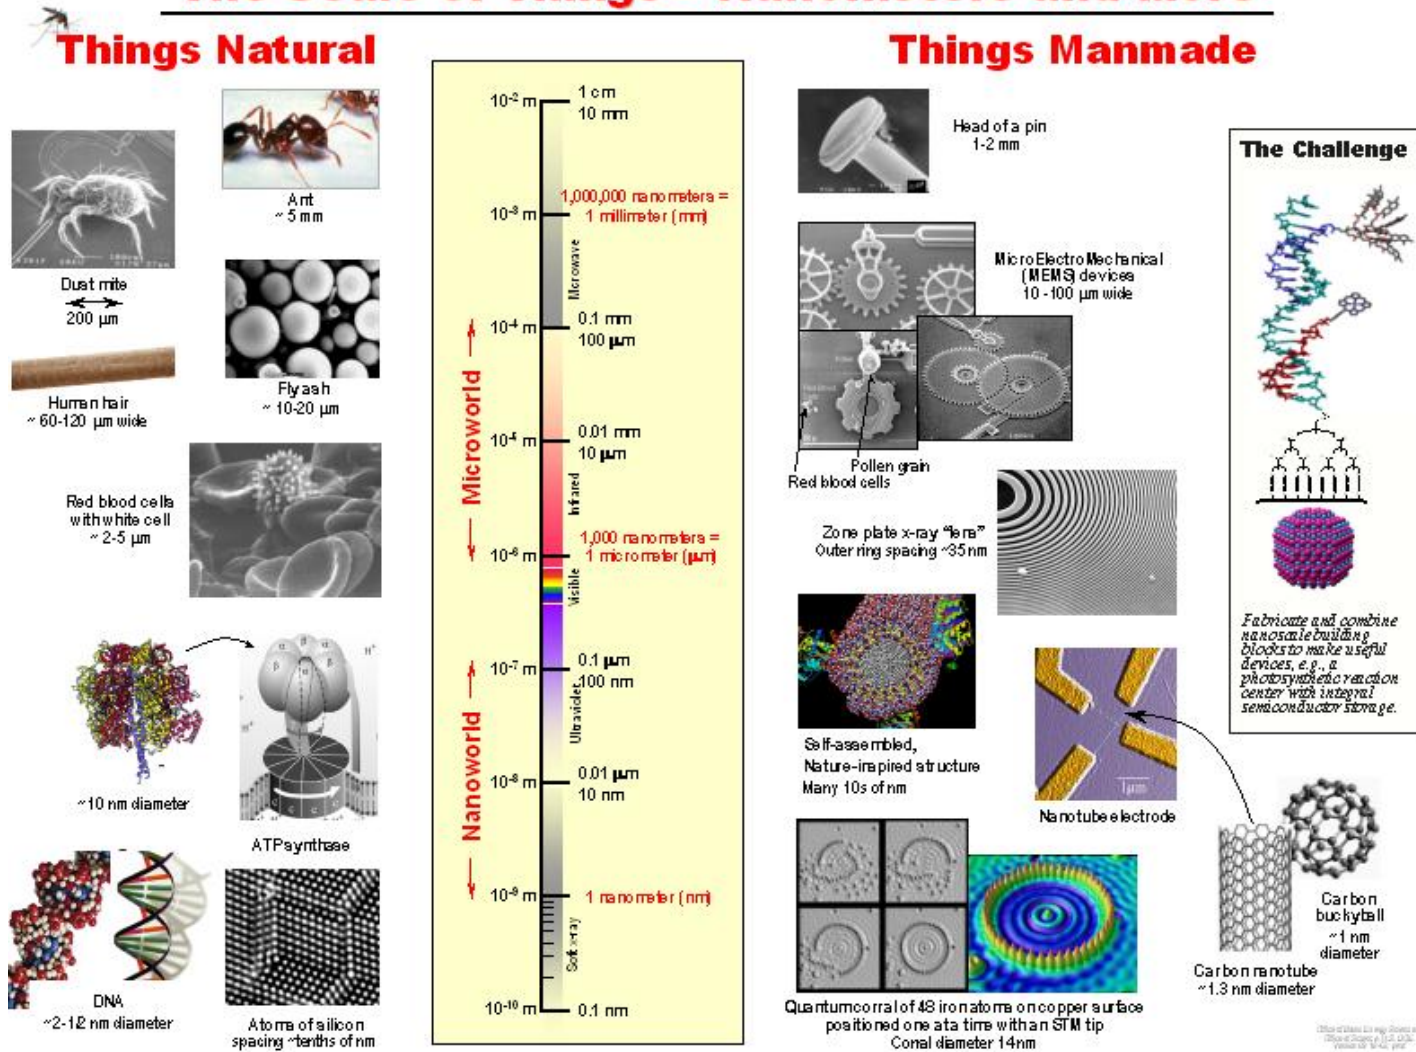 Things Natural
Things Manmade
Ant
~ 5 mm
Dust mite
200 µm
Fly ash
~ 10-20 µm
Human hair
~ 60-120 µm wide
Red blood cells
with white cell
~ 2-5 µm
~10 nm diameter
ATP synthase
DNA
~2-1/2 nm diameter
Atoms of silicon
spacing ~tenths of nm
Microworld
Nanoworld
10-2 m
1 cm
10 mm
10-3 m
1,000,000 nanometers =
1 millimeter (mm)
Microwave
10-4 m
0.1 mm
100 µm
10-5 m
0.01 mm
10 µm
Infrared
10-6 m
1,000 nanometers =
1 micrometer (µm)
Visible
10-7 m
0.1 µm
100 nm
Ultraviolet
10-8 m
0.01 µm
10 nm
10-9 m
1 nanometer (nm)
Soft x-ray
10-10 m
0.1 nm
Head of a pin
1-2 mm
MicroElectroMechanical
(MEMS) devices
10 -100 µm wide
Pollen grain
Red blood cells
Zone plate x-ray “lens”
Outer ring spacing ~35 nm
Self-assembled,
Nature-inspired structure
Many 10s of nm
1µm
Nanotube electrode
Carbon
buckyball
~1 nm
diameter
Carbon nanotube
~1.3 nm diameter
Quantum corral of 48 iron atoms on copper surface
positioned one at a time with an STM tip
Corral diameter 14 nm
The Challenge
Fabricate and combine
nanoscale building
blocks to make useful
devices, e.g., a
photosynthetic reaction
center with integral
semiconductor storage.